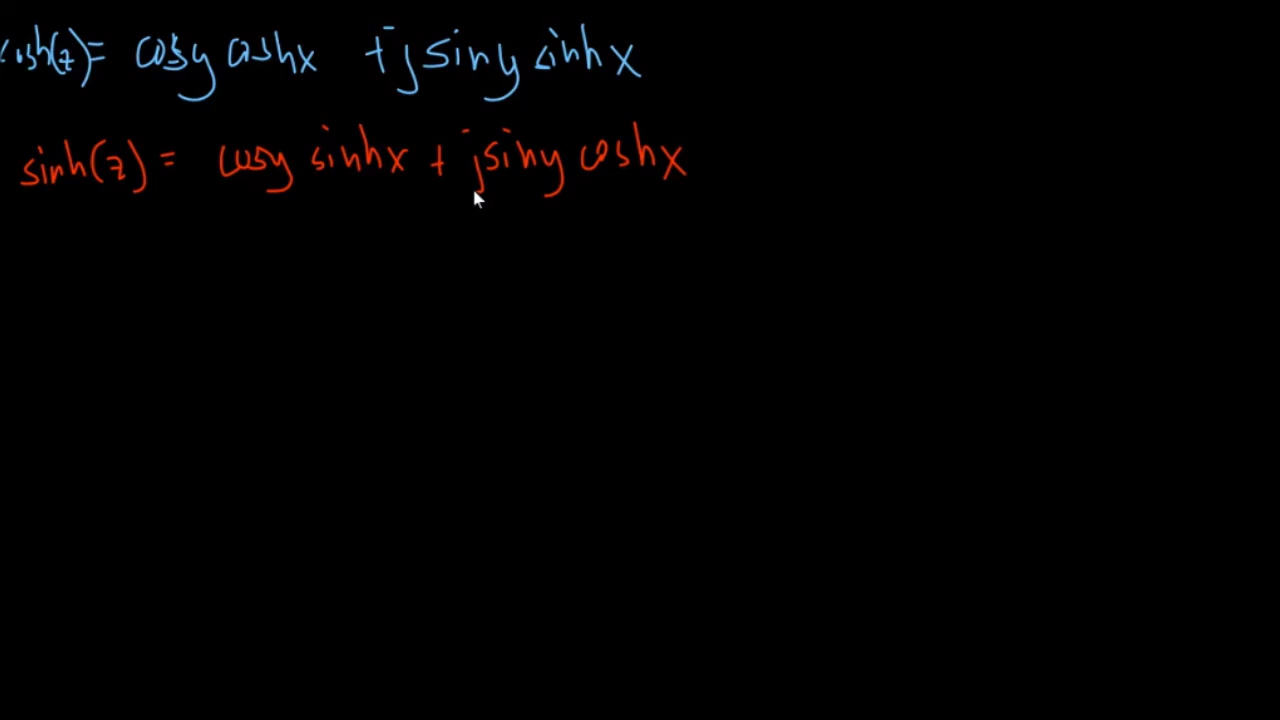 cosh(z)= cosy coshx +jsiny sinhx
sinh(z) = cosy sinhx + jsiny coshx